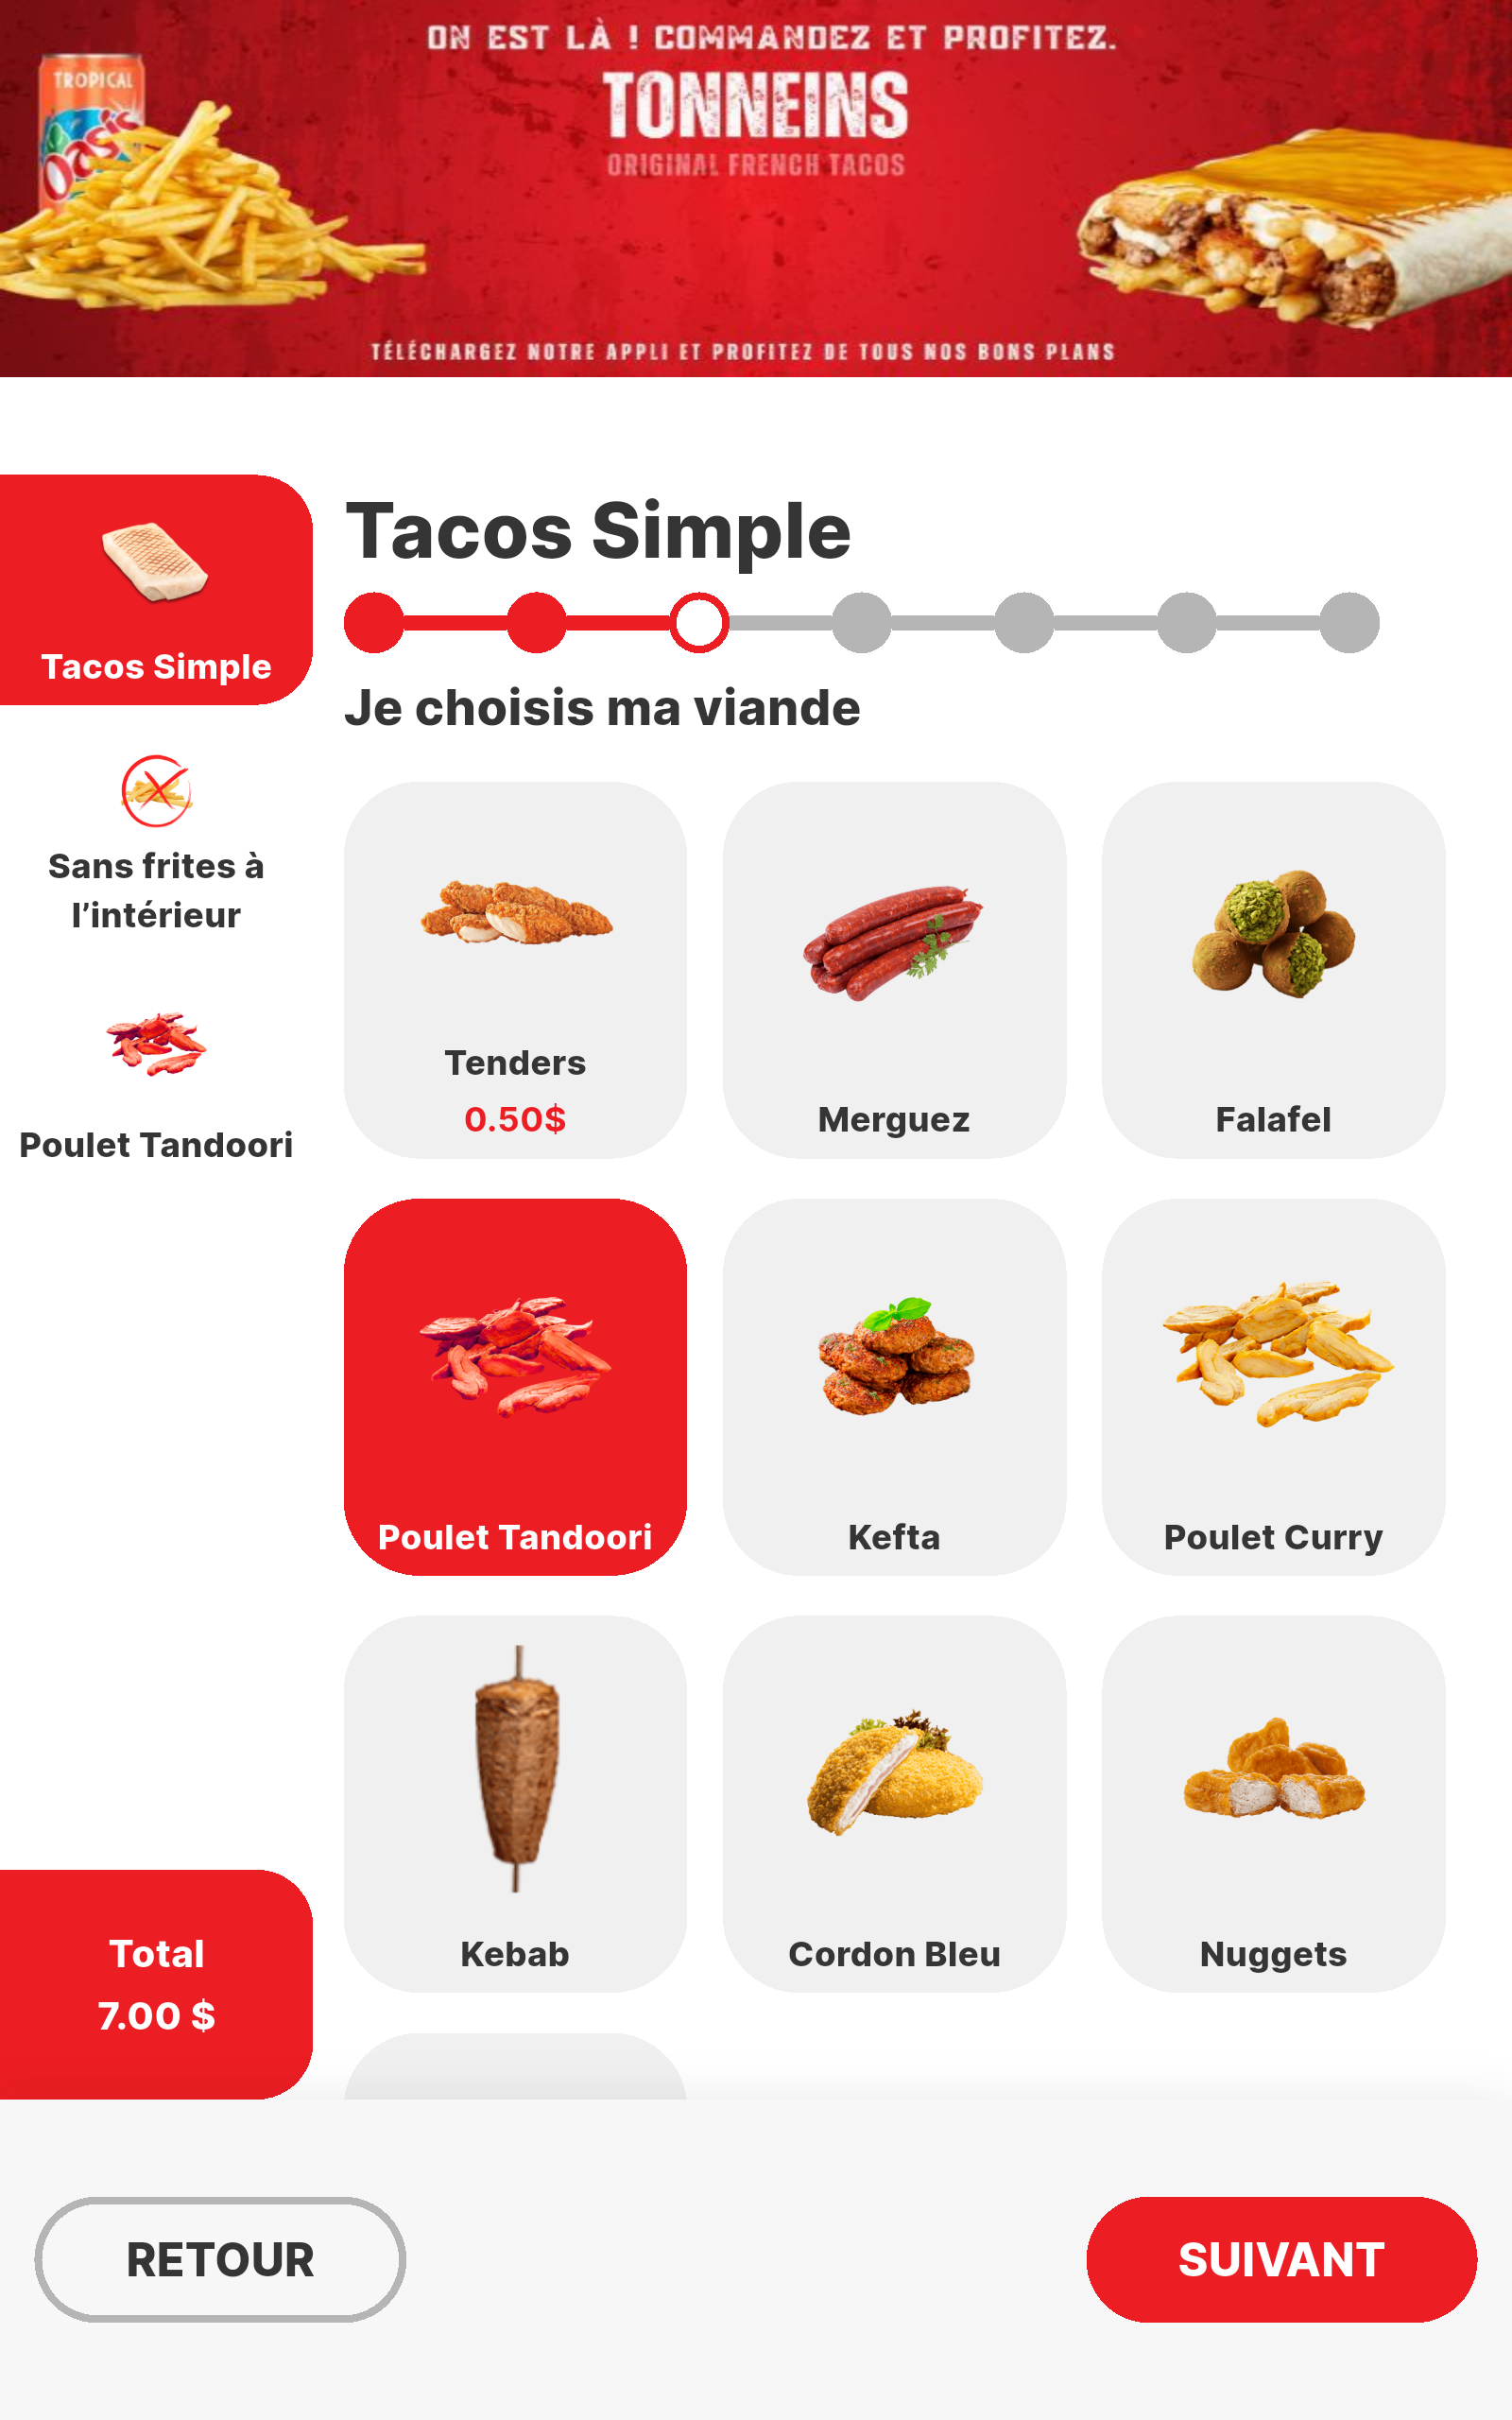 ON EST LÀ ! COMMANDEZ ET PROFITEZ.
TONNEINS
ORIGINAL FRENCH TACOS
TROPICAL
Oasis
TÉLÉCHARGEZ NOTRE APPLI ET PROFITEZ DE TOUS NOS BONS PLANS
Tacos Simple
Sans frites à
l’intérieur
Poulet Tandoori
Total
7.00 $
Tacos Simple
Je choisis ma viande
Tenders
0.50$
Merguez
Falafel
Poulet Tandoori
Kefta
Poulet Curry
Kebab
Cordon Bleu
Nuggets
RETOUR
SUIVANT